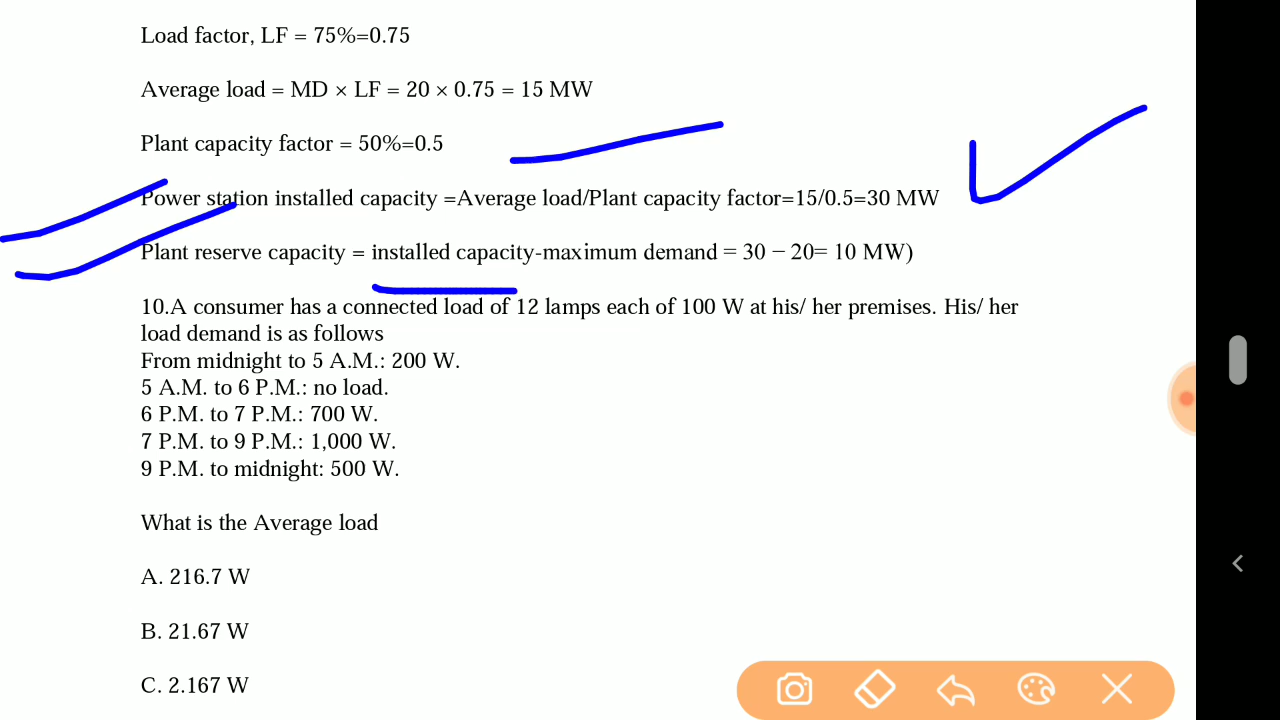 Load factor, LF = 75%=0.75
Average load = MD × LF = 20 × 0.75 = 15 MW
Plant capacity factor = 50%=0.5
Power station installed capacity =Average load/Plant capacity factor=15/0.5=30 MW
Plant reserve capacity = installed capacity-maximum demand = 30 − 20= 10 MW)
10.A consumer has a connected load of 12 lamps each of 100 W at his/ her premises. His/ her
load demand is as follows
From midnight to 5 A.M.: 200 W.
5 A.M. to 6 P.M.: no load.
6 P.M. to 7 P.M.: 700 W.
7 P.M. to 9 P.M.: 1,000 W.
9 P.M. to midnight: 500 W.
What is the Average load
A. 216.7 W
B. 21.67 W
C. 2.167 W